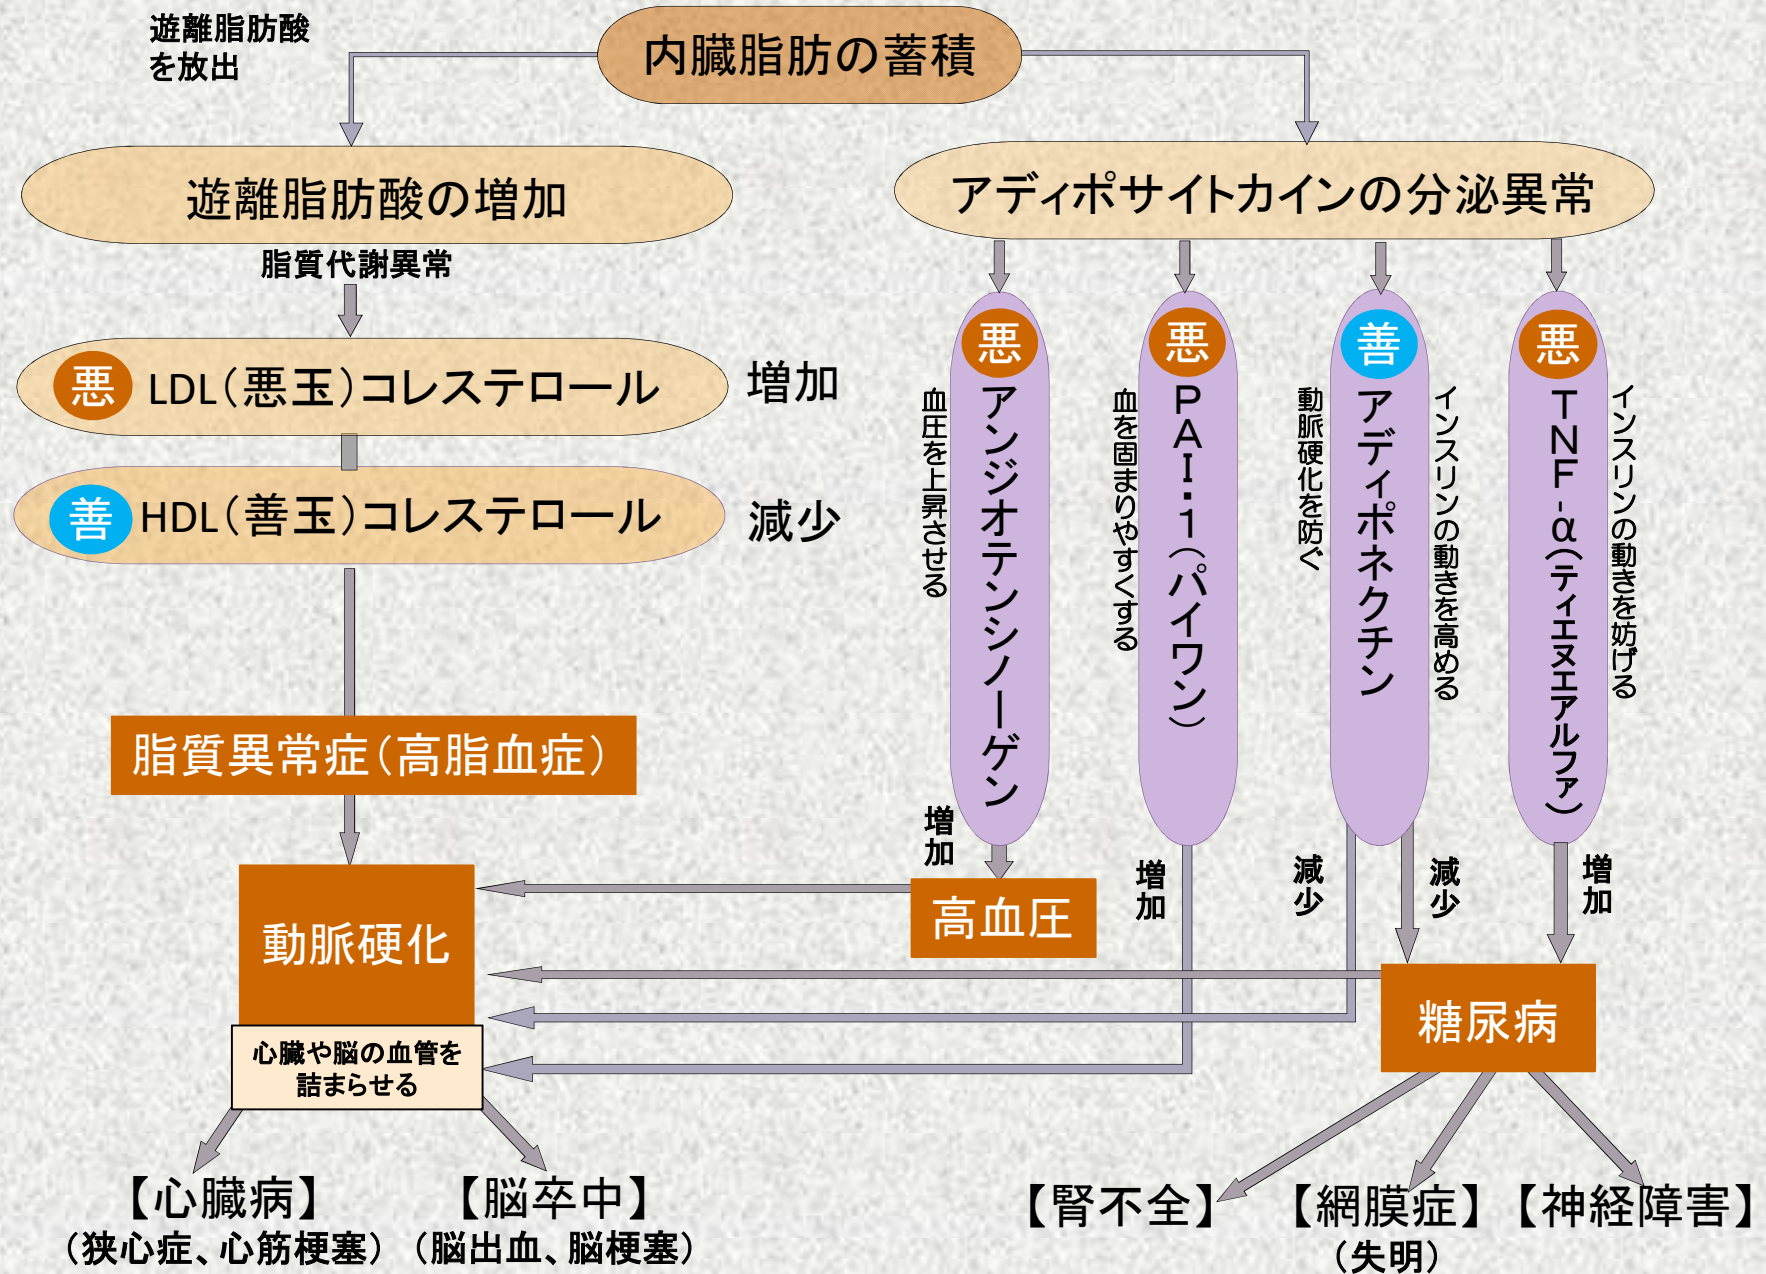 遊離脂肪酸
を放出
内臓脂肪の蓄積
遊離脂肪酸の増加
脂質代謝異常
悪 LDL(悪玉)コレステロール
増加
善 HDL(善玉)コレステロール
減少
脂質異常症(高脂血症)
動脈硬化
心臓や脳の血管を
詰まらせる
【心臓病】
(狭心症、心筋梗塞)
【脳卒中】
(脳出血、脳梗塞)
アディポサイトカインの分泌異常
悪
アンジオテンシノーゲン
血圧を上昇させる
増加
高血圧
悪
PAI・1(パイワン)
血を固まりやすくする
増加
善
アディポネクチン
動脈硬化を防ぐ
インスリンの動きを高める
減少
減少
悪
TNF-α(ティエヌエアルファ)
インスリンの動きを妨げる
増加
糖尿病
【腎不全】
【網膜症】
(失明)
【神経障害】